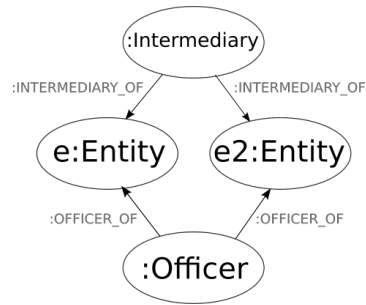 :Intermediary
:INTERMEDIARY_OF :INTERMEDIARY_OF
e:Entity e2:Entity
:OFFICER_OF :OFFICER_OF
:Officer